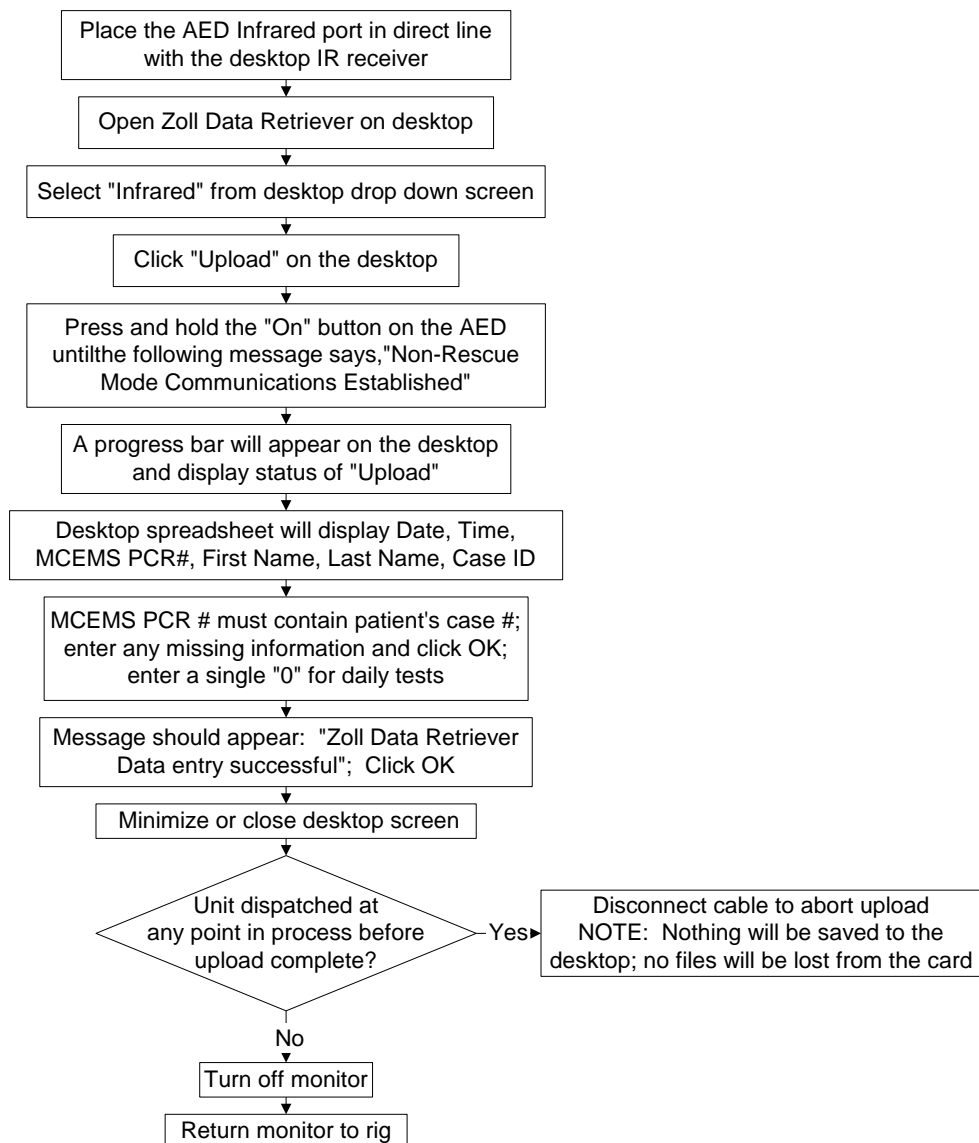 Place the AED Infrared port in direct line
with the desktop IR receiver
Open Zoll Data Retriever on desktop
Select "Infrared" from desktop drop down screen
Click "Upload" on the desktop
Press and hold the "On" button on the AED
untilthe following message says,"Non-Rescue
Mode Communications Established"
A progress bar will appear on the desktop
and display status of "Upload"
Desktop spreadsheet will display Date, Time,
MCEMS PCR#, First Name, Last Name, Case ID
MCEMS PCR # must contain patient's case #;
enter any missing information and click OK;
enter a single "0" for daily tests
Message should appear:  "Zoll Data Retriever
Data entry successful";  Click OK
Minimize or close desktop screen
Unit dispatched at
any point in process before
upload complete?
Yes
Disconnect cable to abort upload
NOTE:  Nothing will be saved to the
desktop; no files will be lost from the card
No
Turn off monitor
Return monitor to rig